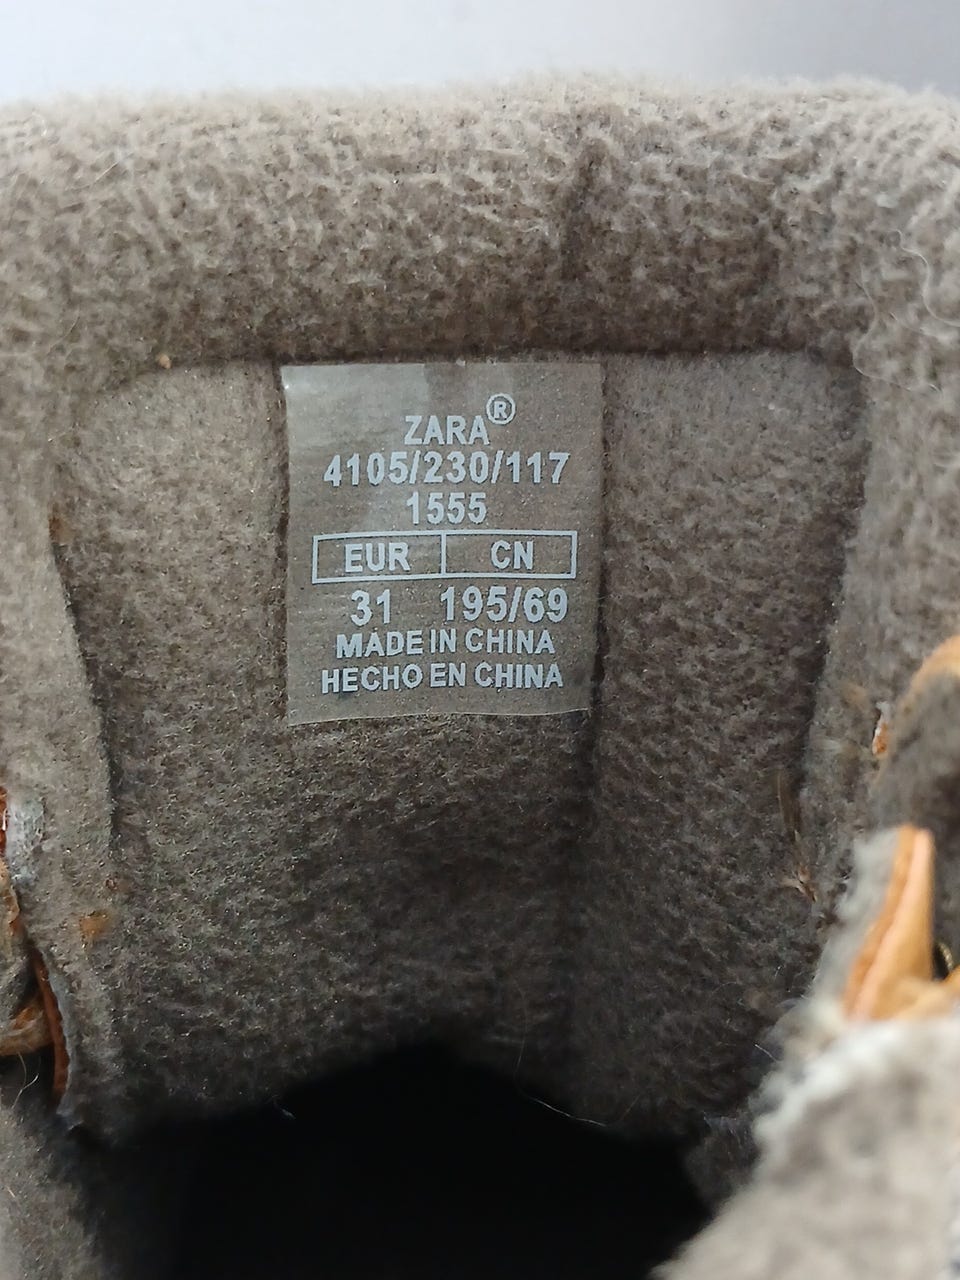 ZARA®
4105/230/117
1555
EUR CN
31 195/69
MADE IN CHINA
HECHO EN CHINA